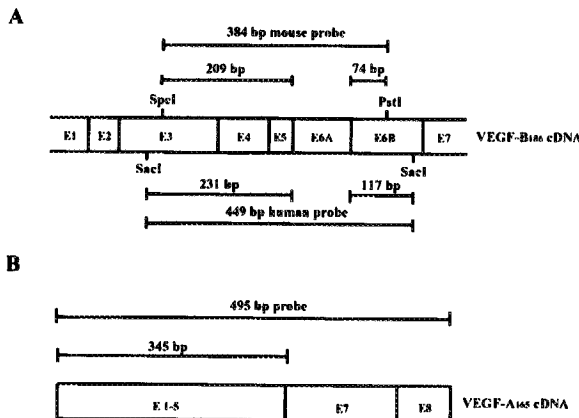 A
384 bp mouse probe
209 bp 74 bp
SpeI PstI
E1 E2 E3 E4 E5 E6A E6B E7 VEGF-B186 cDNA
SacI SacI
231 bp 117 bp
449 bp human probe
B
495 bp probe
345 bp
E 1-5 E7 E8 VEGF-A165 cDNA